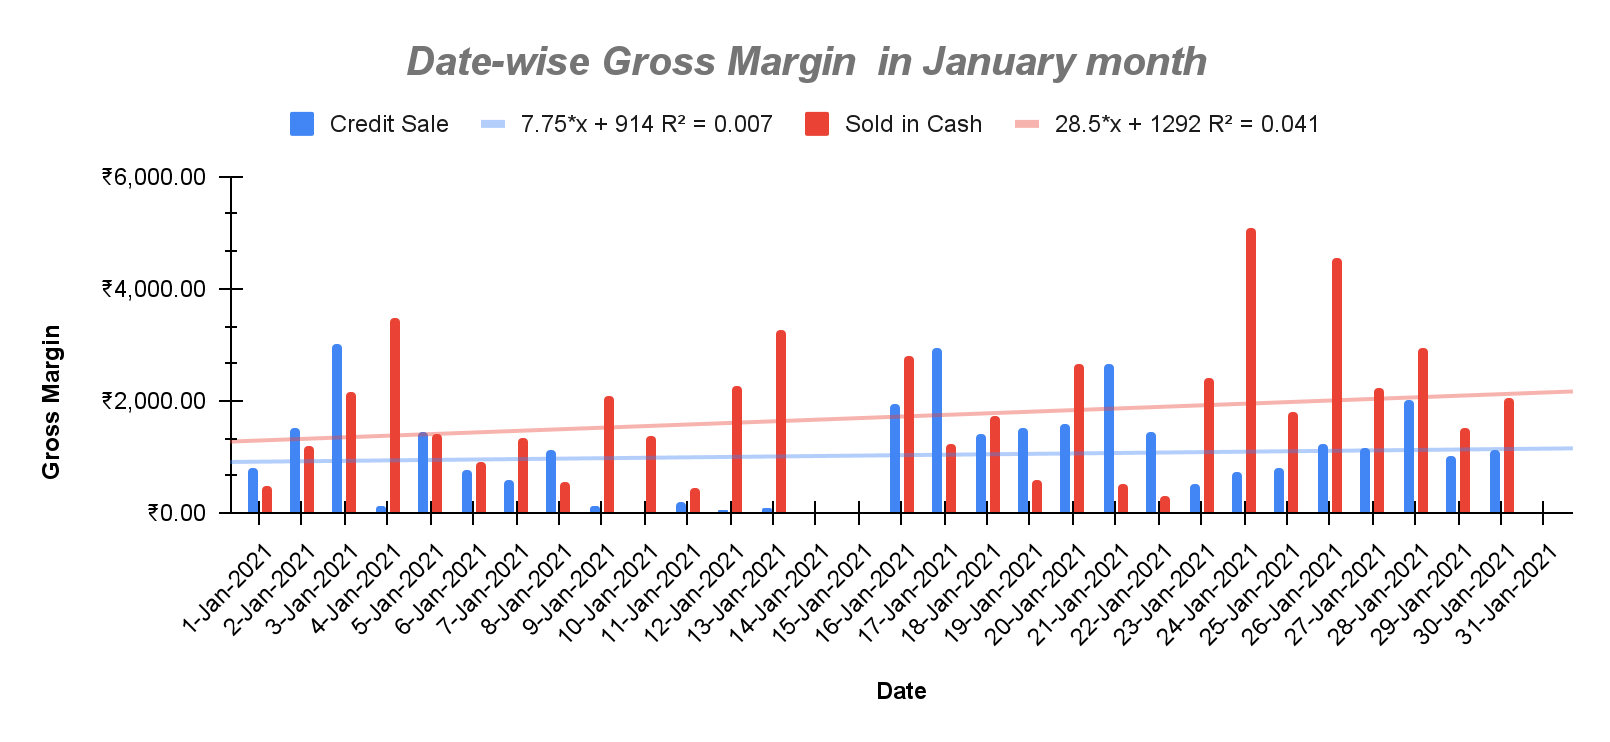 Date-wise Gross Margin  in January month
Credit Sale 7.75*x + 914 R² = 0.007 Sold in Cash 28.5*x + 1292 R² = 0.041
₹6,000.00
₹4,000.00
₹2,000.00
₹0.00
Gross Margin
1-Jan-2021
2-Jan-2021
3-Jan-2021
4-Jan-2021
5-Jan-2021
6-Jan-2021
7-Jan-2021
8-Jan-2021
9-Jan-2021
10-Jan-2021
11-Jan-2021
12-Jan-2021
13-Jan-2021
14-Jan-2021
15-Jan-2021
16-Jan-2021
17-Jan-2021
18-Jan-2021
19-Jan-2021
20-Jan-2021
21-Jan-2021
22-Jan-2021
23-Jan-2021
24-Jan-2021
25-Jan-2021
26-Jan-2021
27-Jan-2021
28-Jan-2021
29-Jan-2021
30-Jan-2021
31-Jan-2021
Date